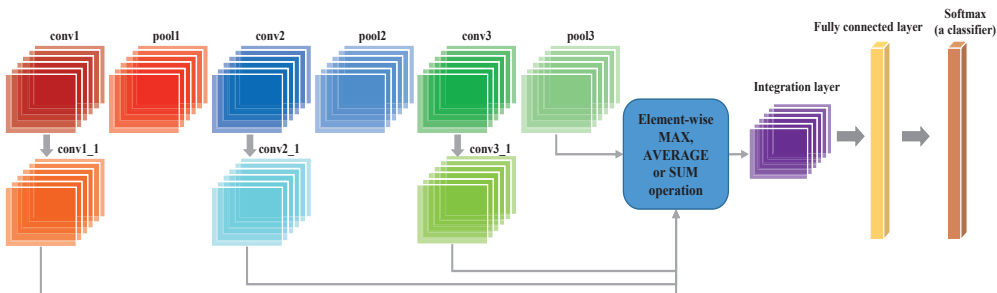 conv1
pool1
conv2
pool2
conv3
pool3
Fully connected layer
Softmax
(a classifier)
Integration layer
Element-wise
MAX,
AVERAGE
or SUM
operation
conv1_1
conv2_1
conv3_1